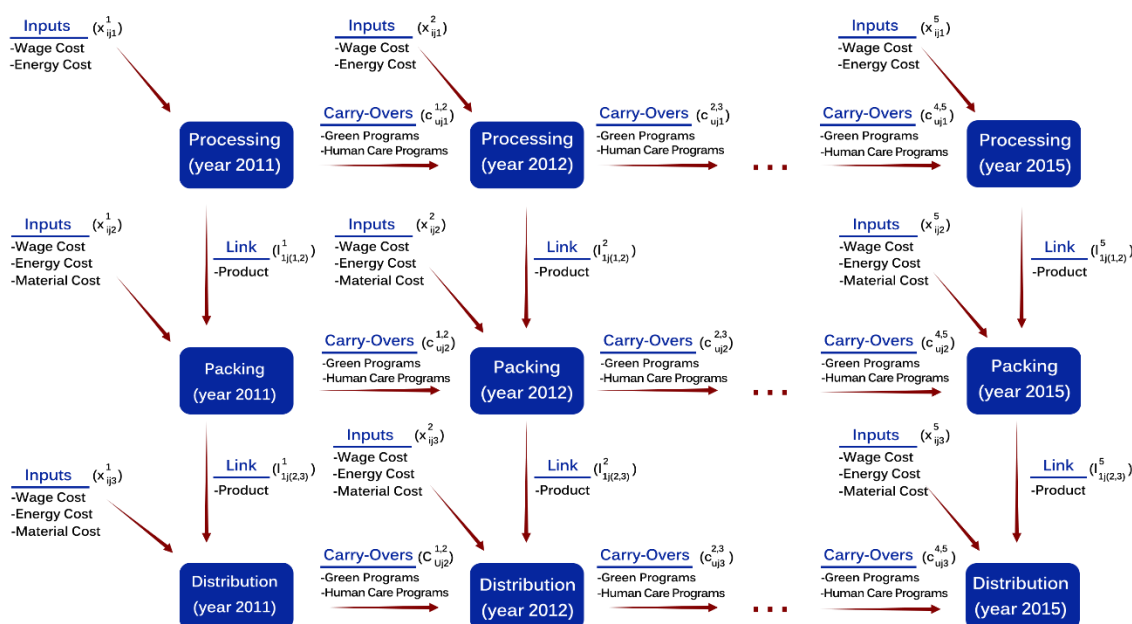 Inputs (x¹ᵢⱼ₁)
-Wage Cost
-Energy Cost
Inputs (x²ᵢⱼ₁)
-Wage Cost
-Energy Cost
Inputs (x⁵ᵢⱼ₁)
-Wage Cost
-Energy Cost
Processing
(year 2011)
Carry-Overs (c¹,²ᵤⱼ₁)
-Green Programs
-Human Care Programs
Processing
(year 2012)
Carry-Overs (c²,³ᵤⱼ₁)
-Green Programs
-Human Care Programs
...
Carry-Overs (c⁴,⁵ᵤⱼ₁)
-Green Programs
-Human Care Programs
Processing
(year 2015)
Inputs (x¹ᵢⱼ₂)
-Wage Cost
-Energy Cost
-Material Cost
Link (l¹₁ⱼ₍₁,₂₎)
-Product
Inputs (x²ᵢⱼ₂)
-Wage Cost
-Energy Cost
-Material Cost
Link (l²₁ⱼ₍₁,₂₎)
-Product
Inputs (x⁵ᵢⱼ₂)
-Wage Cost
-Energy Cost
-Material Cost
Link (l⁵₁ⱼ₍₁,₂₎)
-Product
Packing
(year 2011)
Carry-Overs (c¹,²ᵤⱼ₂)
-Green Programs
-Human Care Programs
Packing
(year 2012)
Carry-Overs (c²,³ᵤⱼ₂)
-Green Programs
-Human Care Programs
...
Carry-Overs (c⁴,⁵ᵤⱼ₂)
-Green Programs
-Human Care Programs
Packing
(year 2015)
Inputs (x¹ᵢⱼ₃)
-Wage Cost
-Energy Cost
-Material Cost
Link (l¹₁ⱼ₍₂,₃₎)
-Product
Inputs (x²ᵢⱼ₃)
-Wage Cost
-Energy Cost
-Material Cost
Link (l²₁ⱼ₍₂,₃₎)
-Product
Inputs (x⁵ᵢⱼ₃)
-Wage Cost
-Energy Cost
-Material Cost
Link (l⁵₁ⱼ₍₂,₃₎)
-Product
Distribution
(year 2011)
Carry-Overs (C¹,²Uj2)
-Green Programs
-Human Care Programs
Distribution
(year 2012)
Carry-Overs (c²,³ᵤⱼ₃)
-Green Programs
-Human Care Programs
...
Carry-Overs (c⁴,⁵ᵤⱼ₃)
-Green Programs
-Human Care Programs
Distribution
(year 2015)